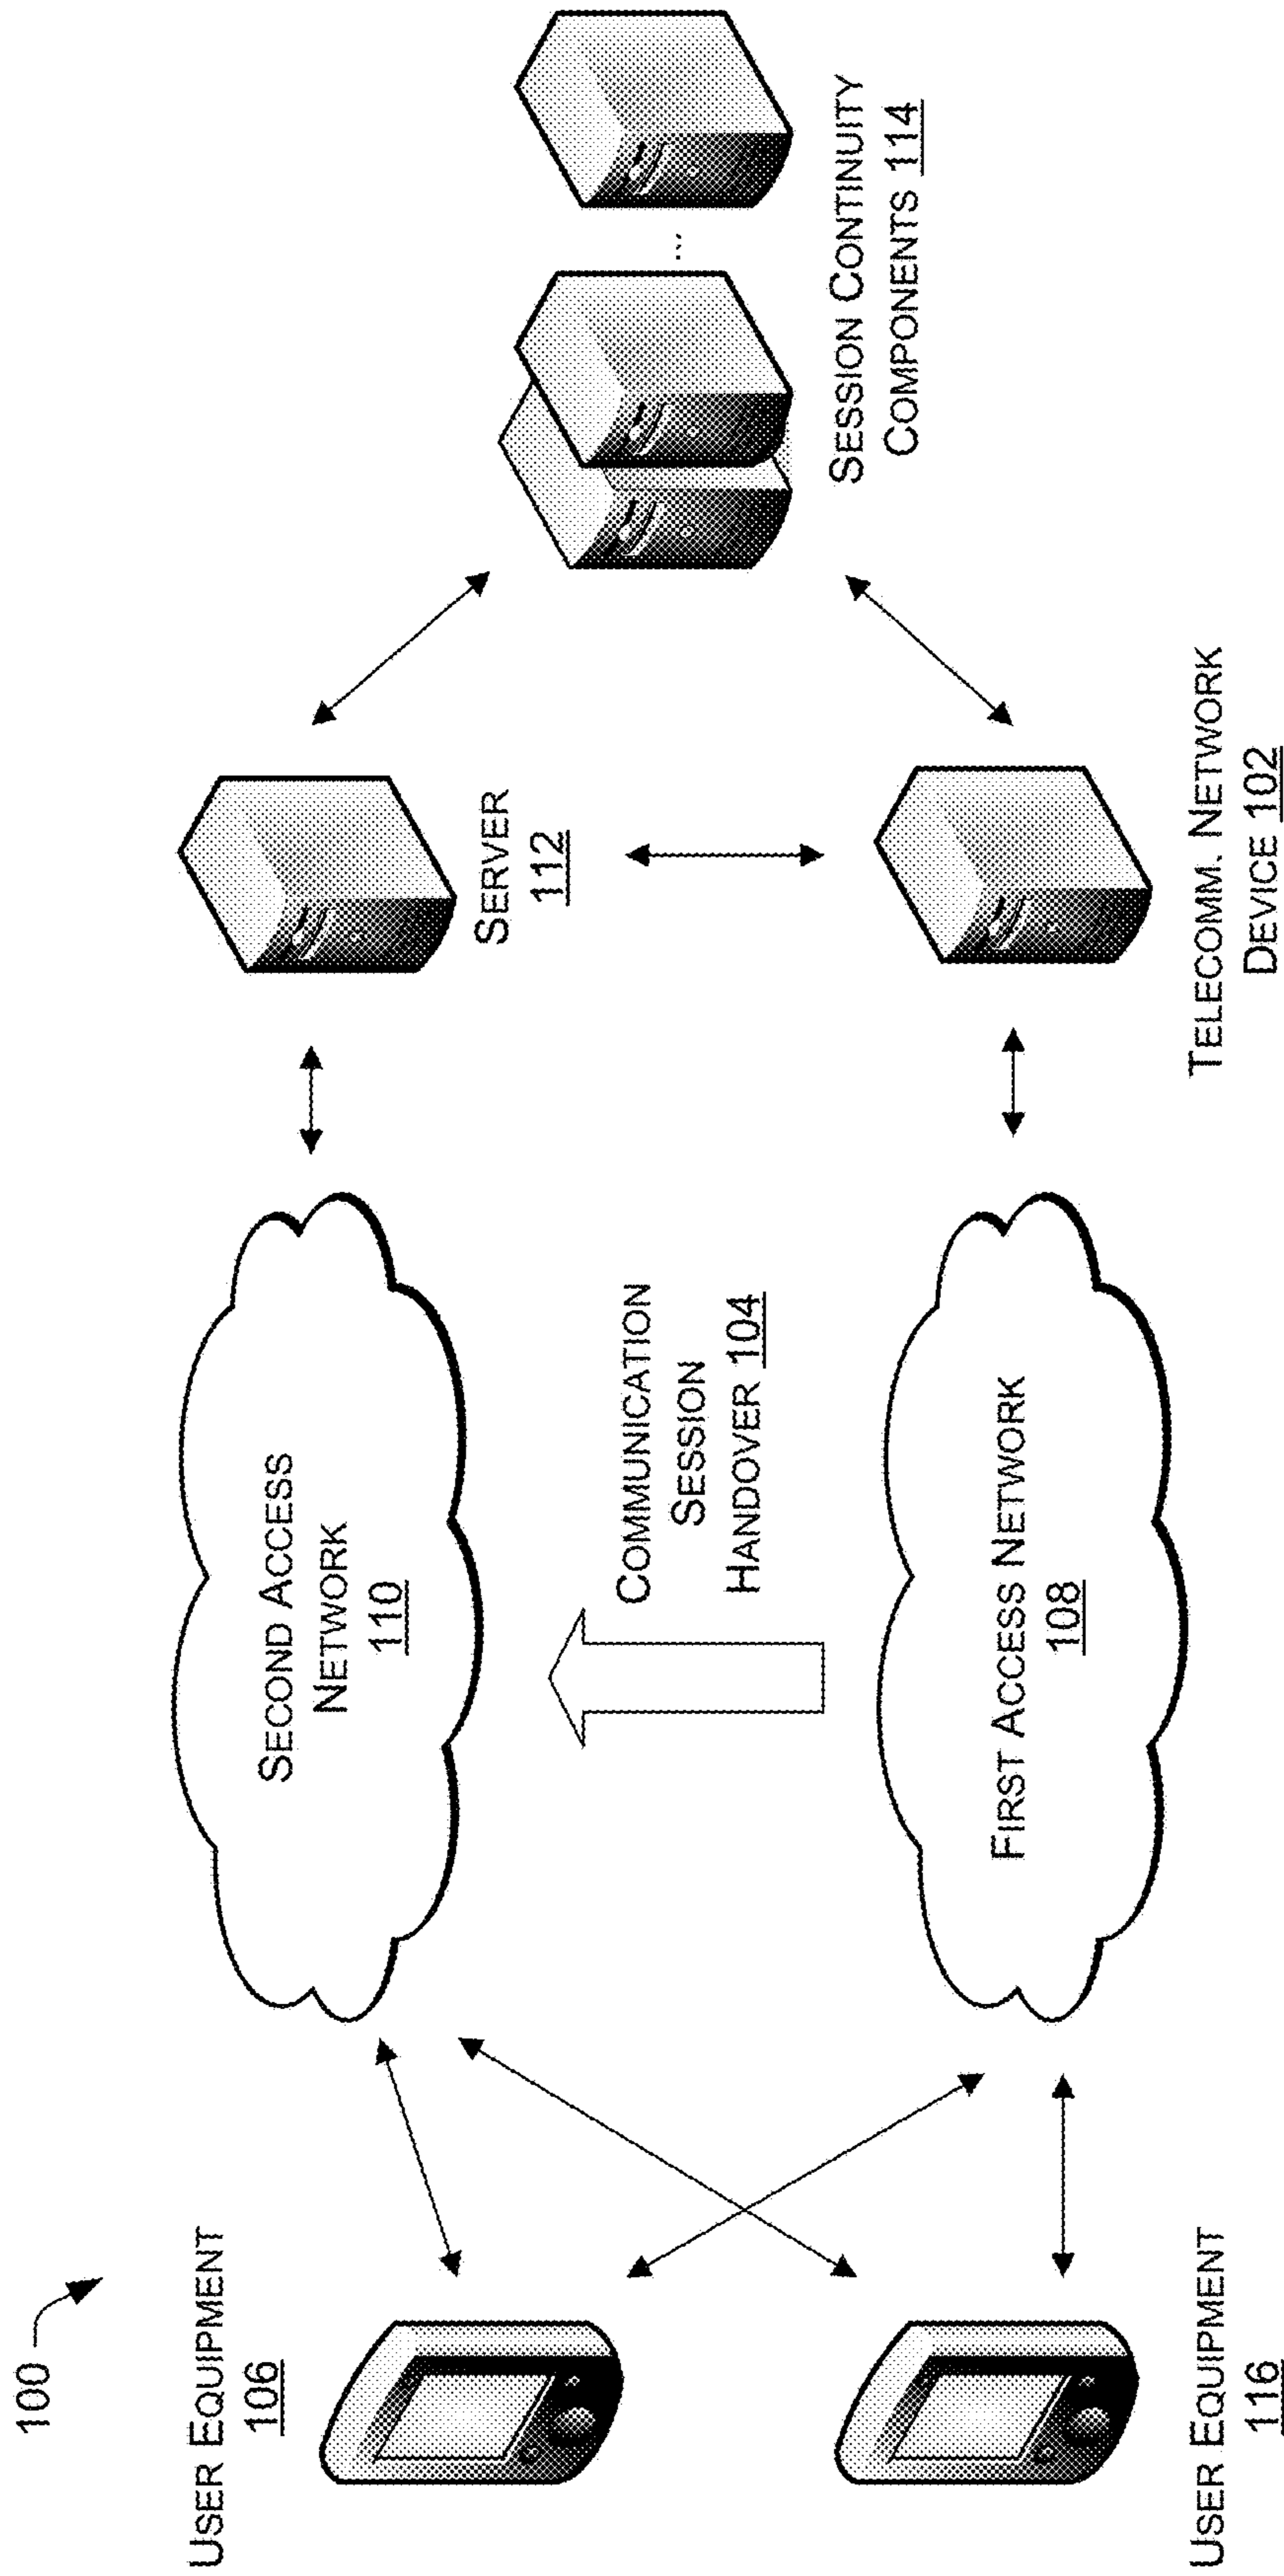 100
USER EQUIPMENT
106
SECOND ACCESS
NETWORK
110
SERVER
112
COMMUNICATION
SESSION
HANDOVER 104
...
SESSION CONTINUITY
COMPONENTS 114
FIRST ACCESS NETWORK
108
USER EQUIPMENT
116
TELECOMM. NETWORK
DEVICE 102